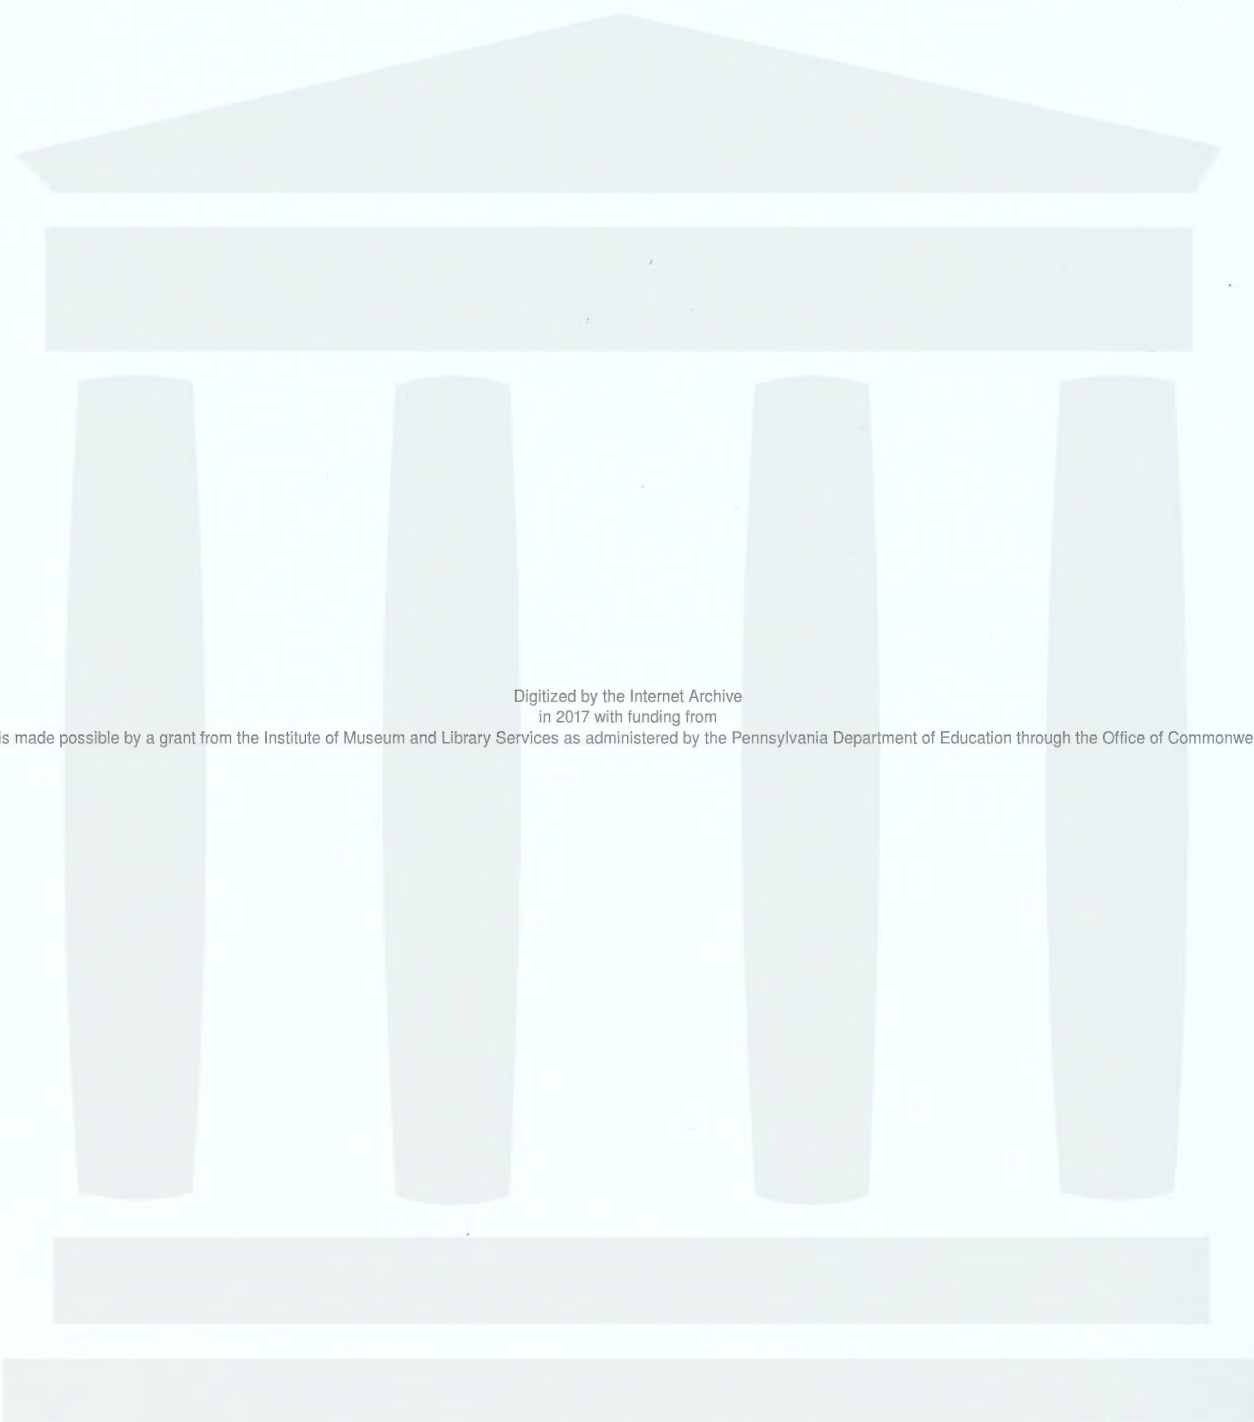 Digitized by the Internet Archive
in 2017 with funding from
is made possible by a grant from the Institute of Museum and Library Services as administered by the Pennsylvania Department of Education through the Office of